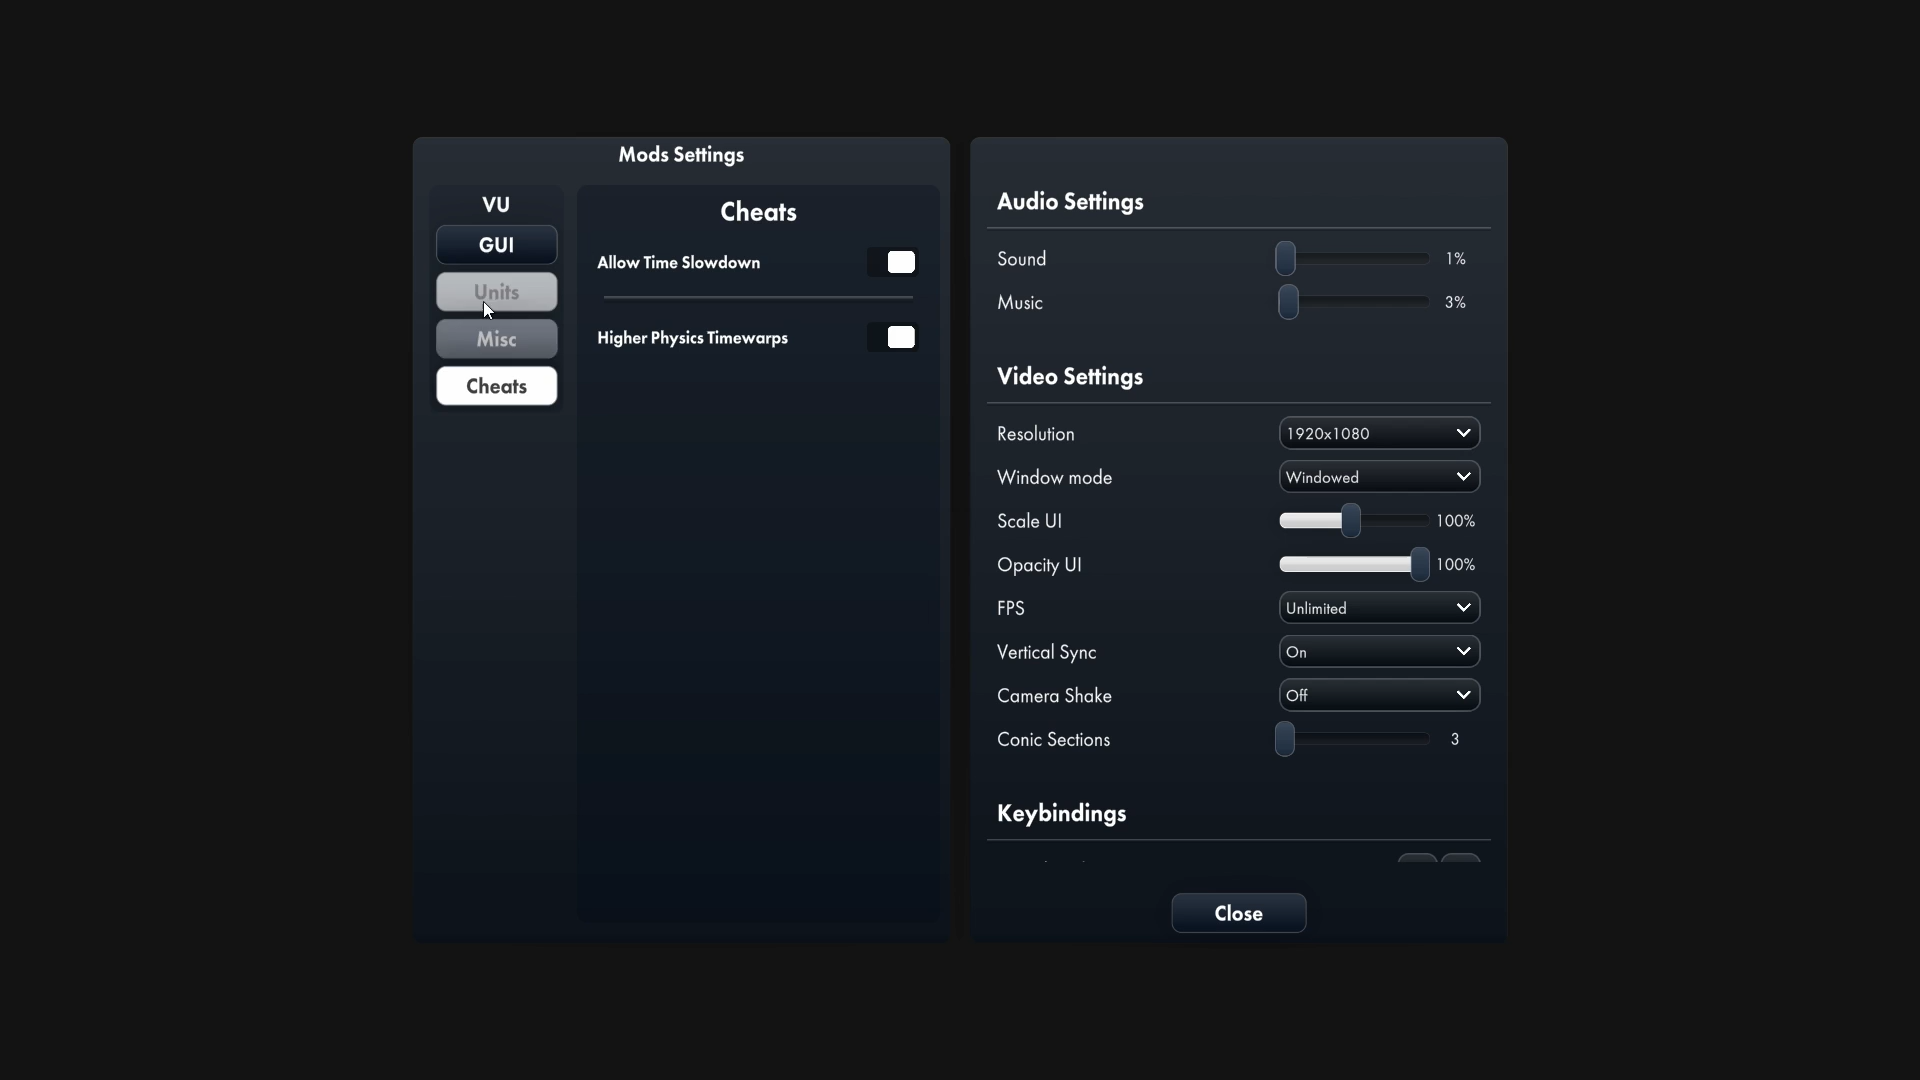 Mods Settings
VU
GUI
Units
Misc
Cheats
Cheats
Allow Time Slowdown
Higher Physics Timewarps
Audio Settings
Sound 1%
Music 3%
Video Settings
Resolution 1920x1080
Window mode Windowed
Scale UI 100%
Opacity UI 100%
FPS Unlimited
Vertical Sync On
Camera Shake Off
Conic Sections 3
Keybindings
Close